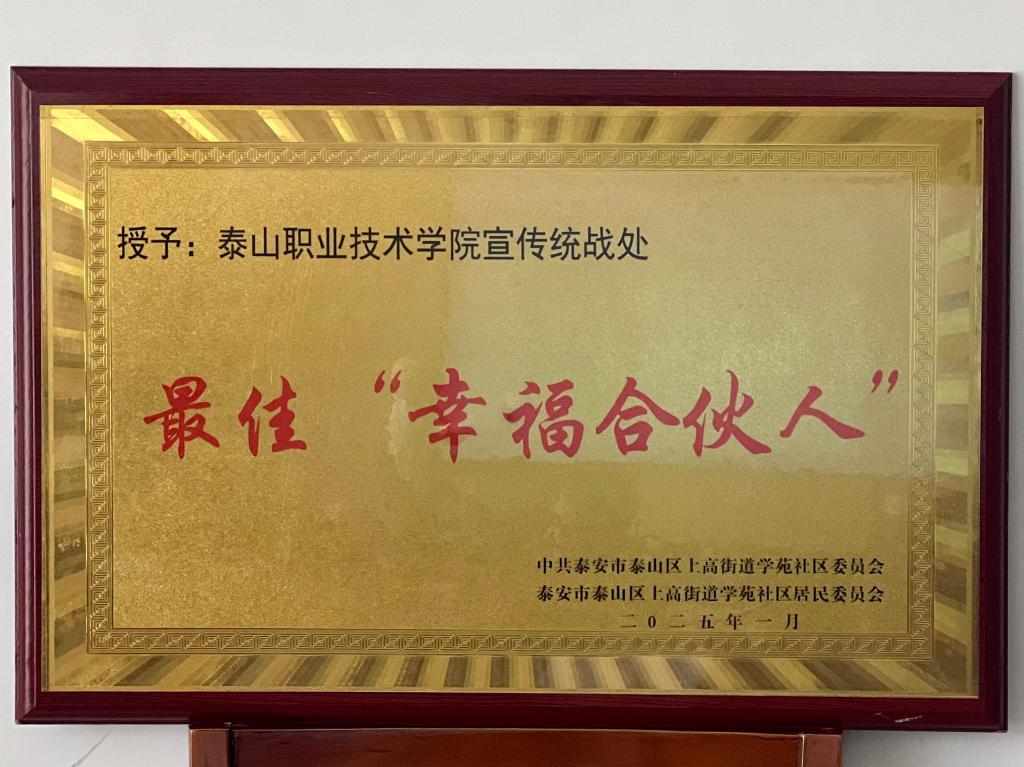 授予：泰山职业技术学院宣传统战处
最佳“幸福合伙人”
中共泰安市泰山区上高街道学苑社区委员会
泰安市泰山区上高街道学苑社区居民委员会
二0二五年一月